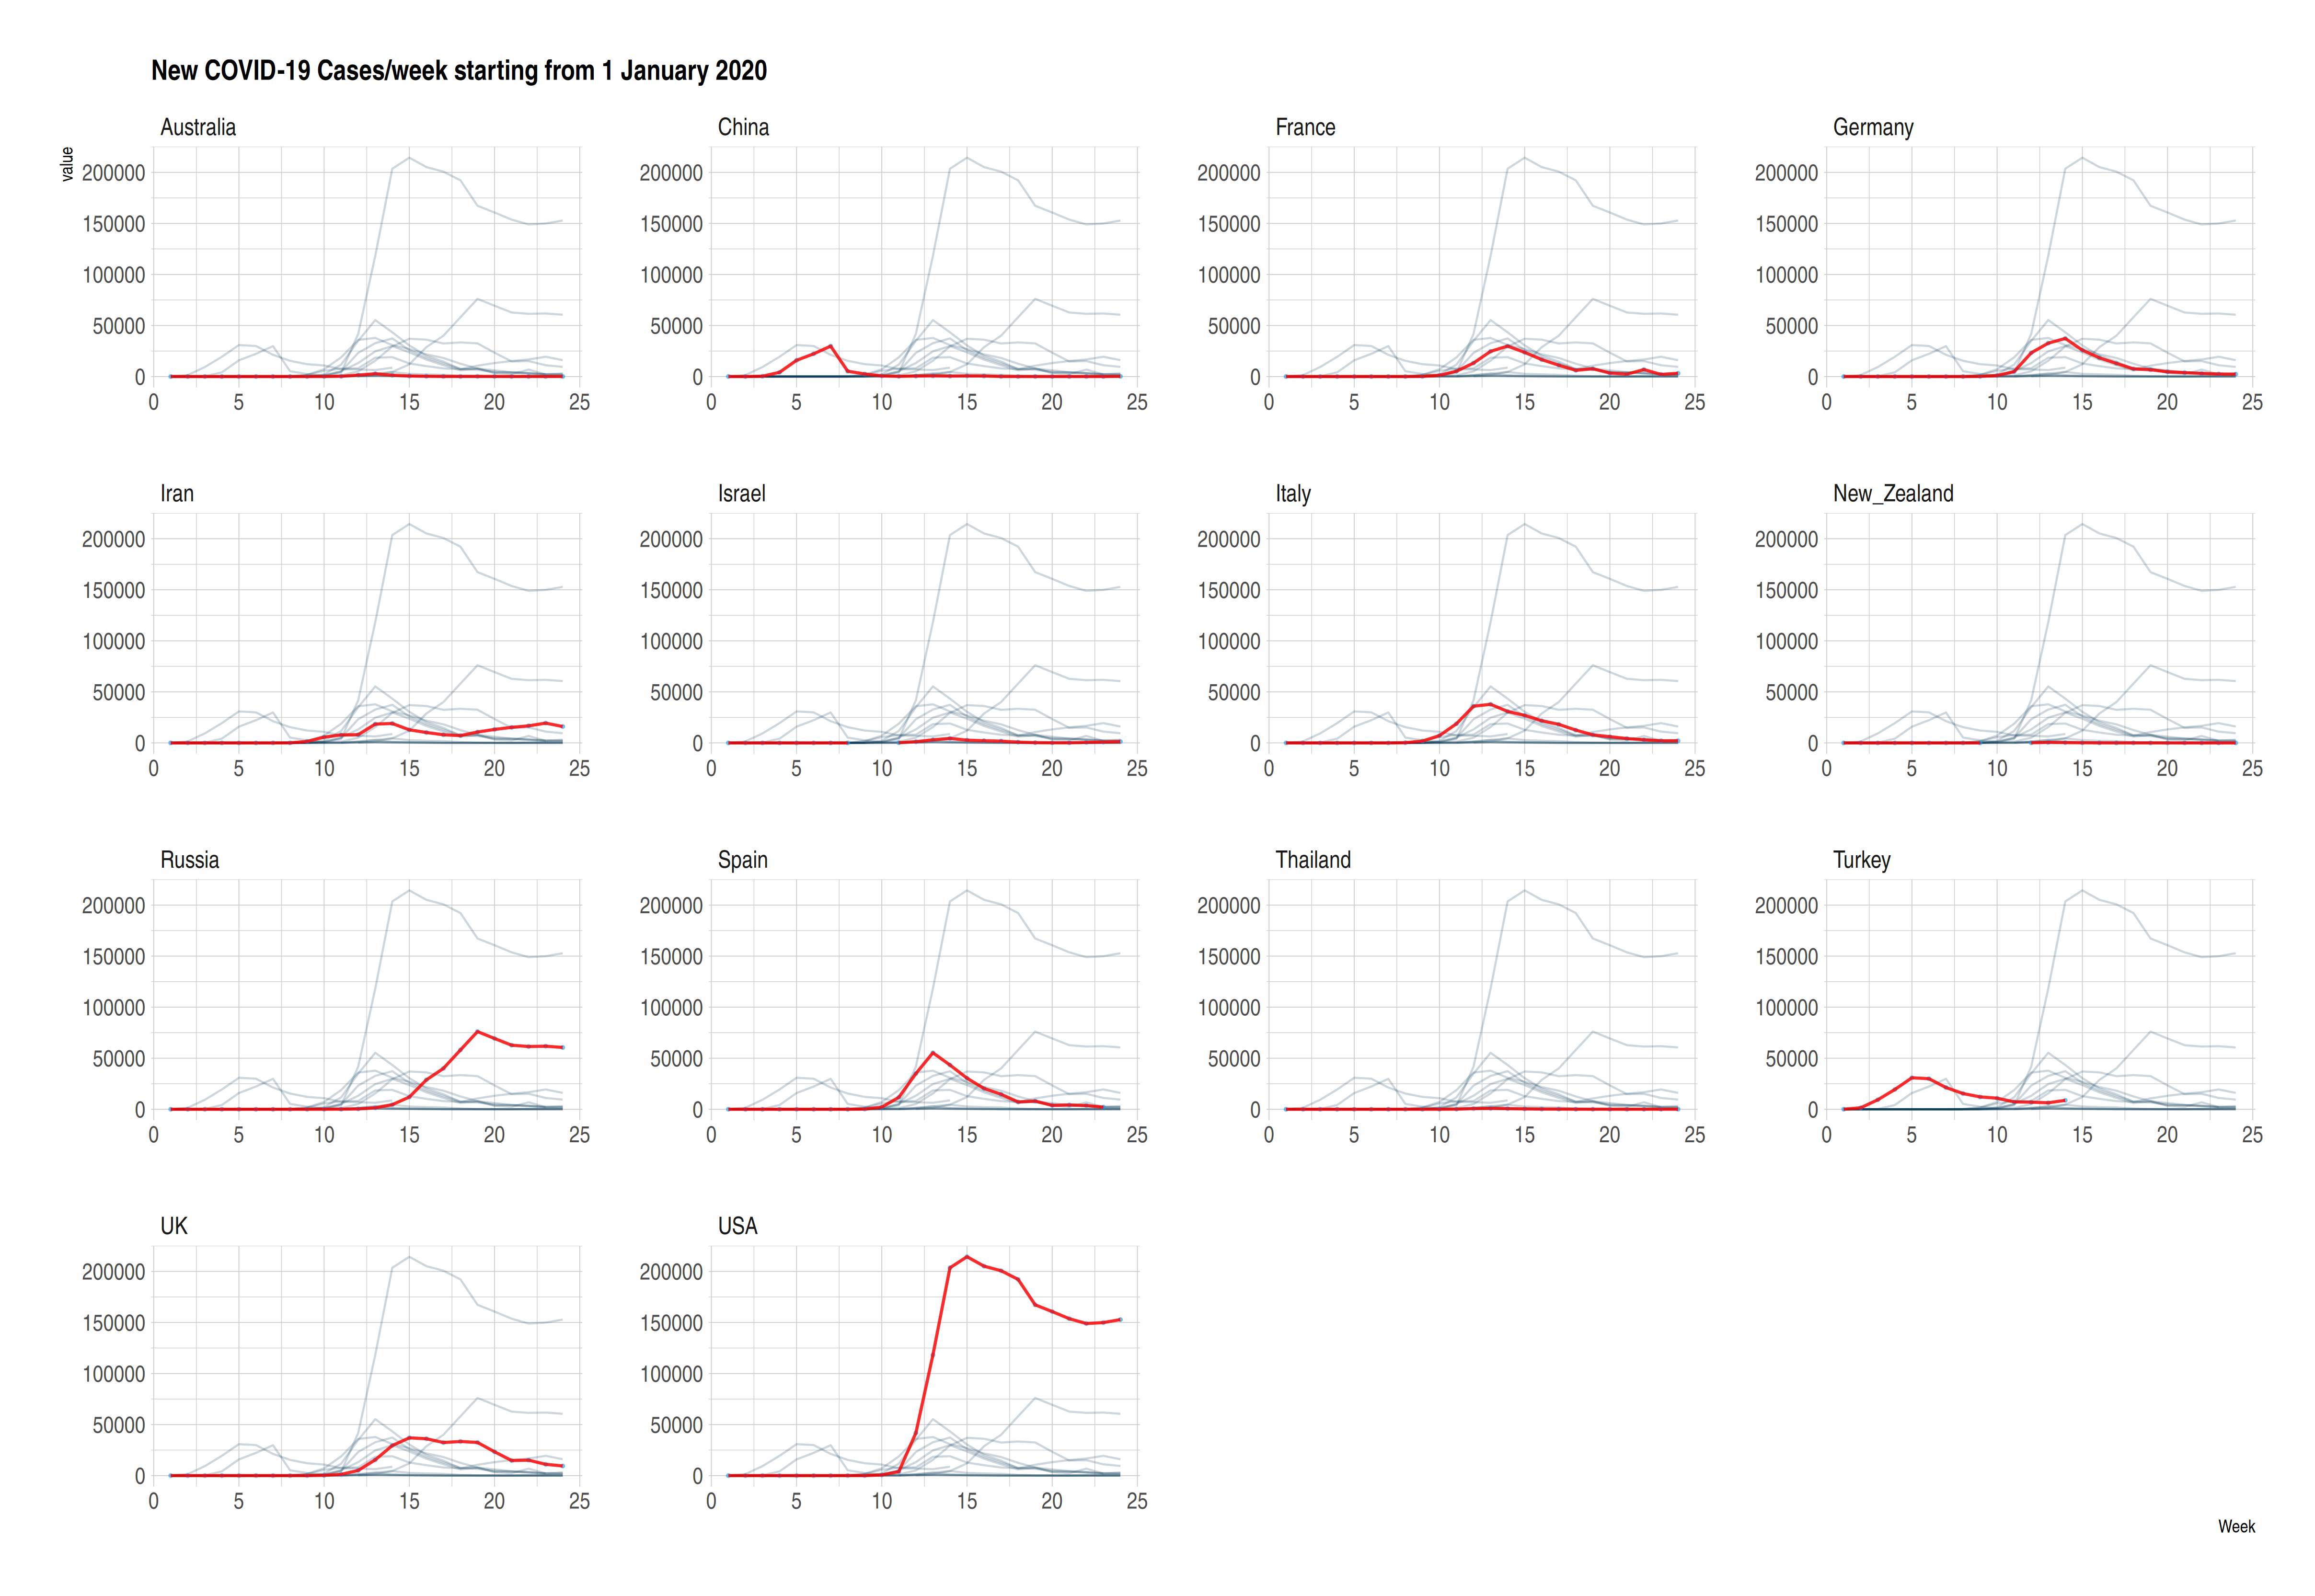 New COVID-19 Cases/week starting from 1 January 2020
Australia China France Germany
value
200000 200000 200000 200000
150000 150000 150000 150000
100000 100000 100000 100000
50000 50000 50000 50000
0 0 0 0
0 5 10 15 20 25 0 5 10 15 20 25 0 5 10 15 20 25 0 5 10 15 20 25
Iran Israel Italy New_Zealand
200000 200000 200000 200000
150000 150000 150000 150000
100000 100000 100000 100000
50000 50000 50000 50000
0 0 0 0
0 5 10 15 20 25 0 5 10 15 20 25 0 5 10 15 20 25 0 5 10 15 20 25
Russia Spain Thailand Turkey
200000 200000 200000 200000
150000 150000 150000 150000
100000 100000 100000 100000
50000 50000 50000 50000
0 0 0 0
0 5 10 15 20 25 0 5 10 15 20 25 0 5 10 15 20 25 0 5 10 15 20 25
UK USA
200000 200000
150000 150000
100000 100000
50000 50000
0 0
0 5 10 15 20 25 0 5 10 15 20 25
Week